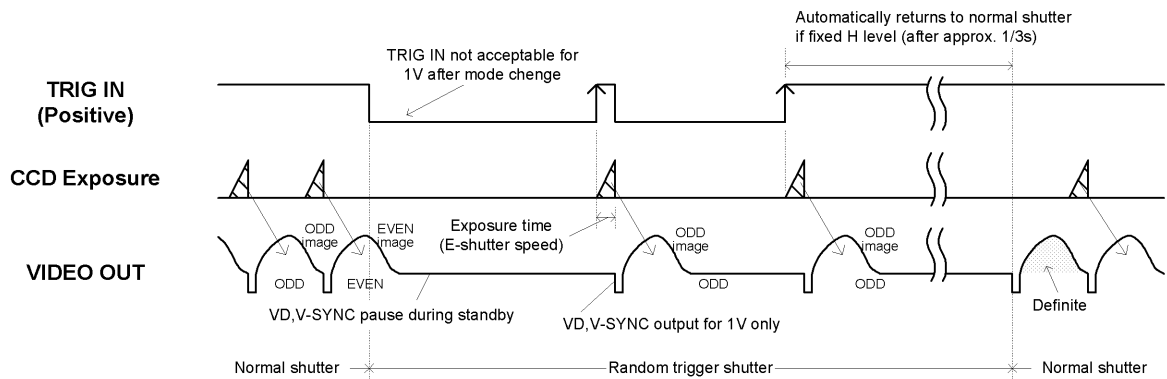 Automatically returns to normal shutter
if fixed H level (after approx. 1/3s)
TRIG IN not acceptable for
1V after mode chenge
TRIG IN
(Positive)
CCD Exposure
Exposure time
(E-shutter speed)
ODD
image
EVEN
image
ODD
image
ODD
image
VIDEO OUT
ODD
EVEN
ODD
ODD
Definite
VD,V-SYNC pause during standby
VD,V-SYNC output for 1V only
Normal shutter
Random trigger shutter
Normal shutter